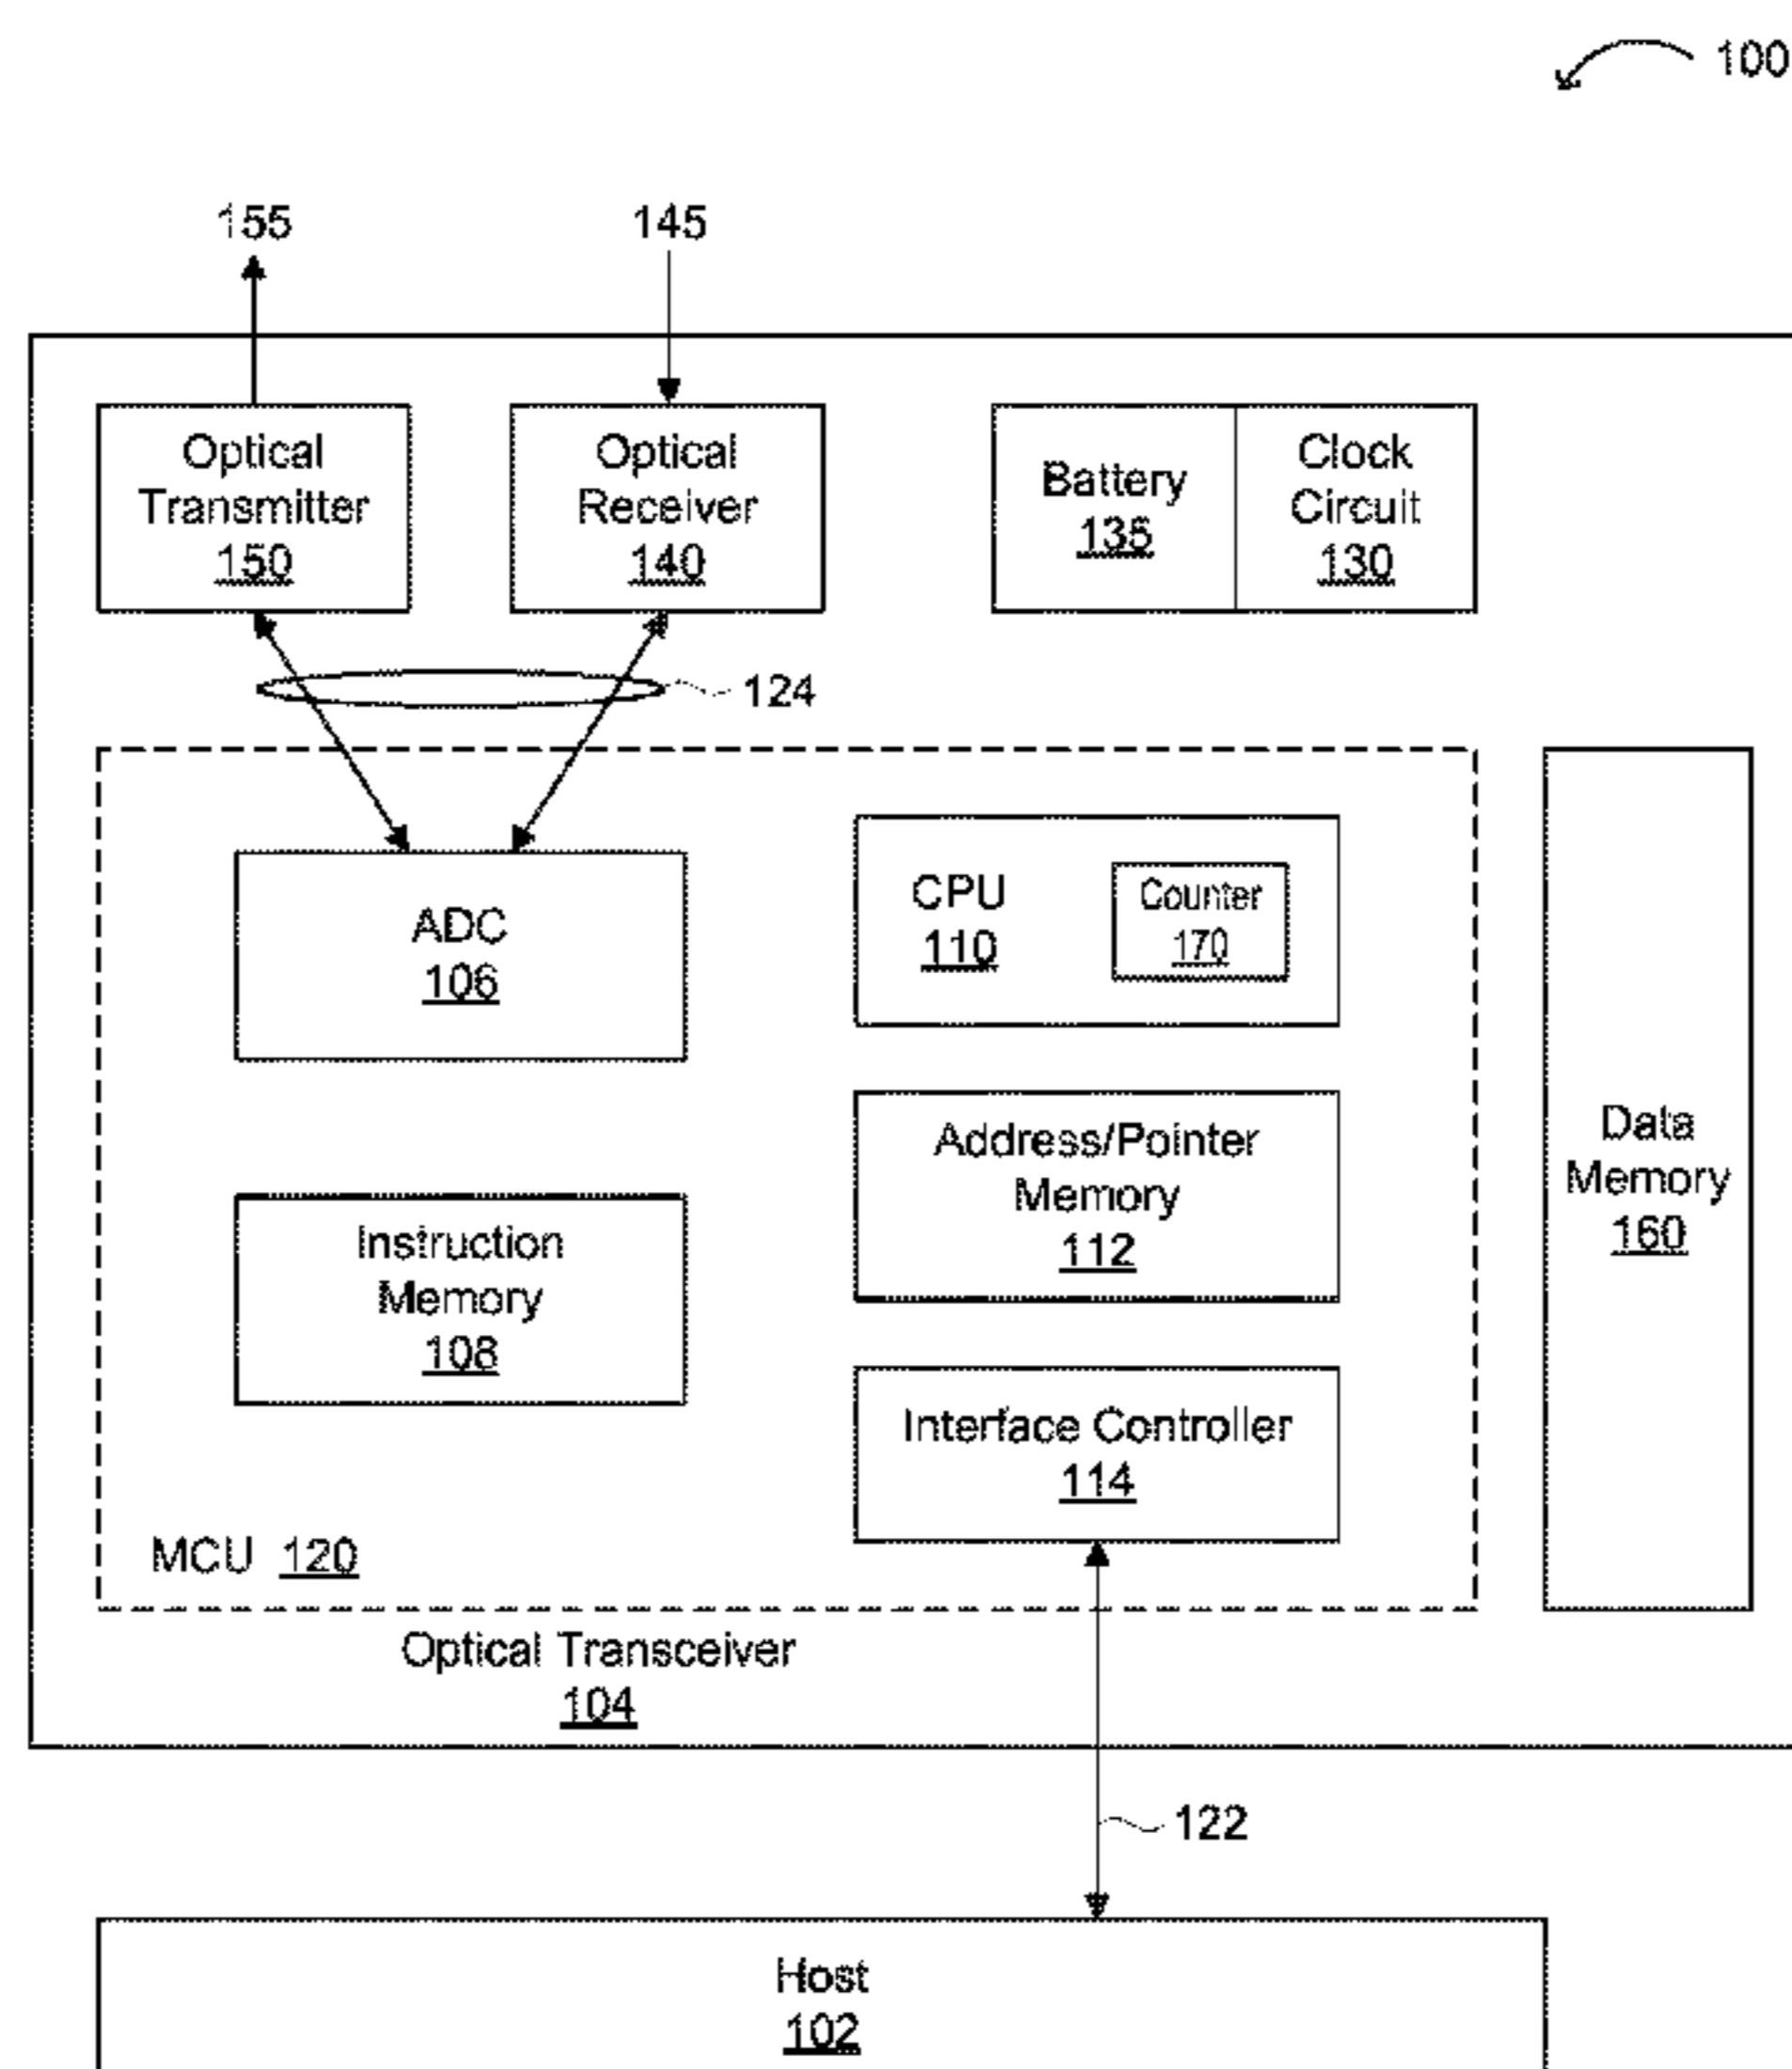 100
155
145
Optical
Transmitter
150
Optical
Receiver
140
Battery
135
Clock
Circuit
130
124
ADC
106
CPU
110
Counter
170
Address/Pointer
Memory
112
Data
Memory
160
Instruction
Memory
108
Interface Controller
114
MCU 120
Optical Transceiver
104
122
Host
102